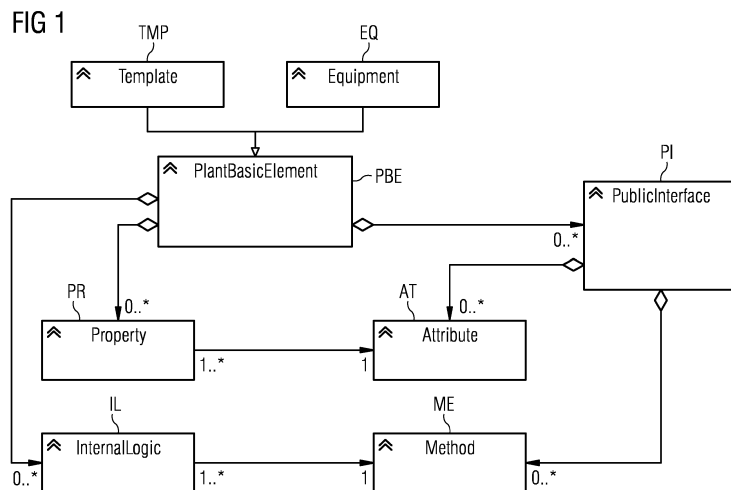 FIG 1
TMP
EQ
Template
Equipment
PlantBasicElement
PBE
PI
PublicInterface
0..*
PR
0..*
AT
0..*
Property
Attribute
1..*
1
IL
ME
InternalLogic
Method
0..*
1..*
1
0..*